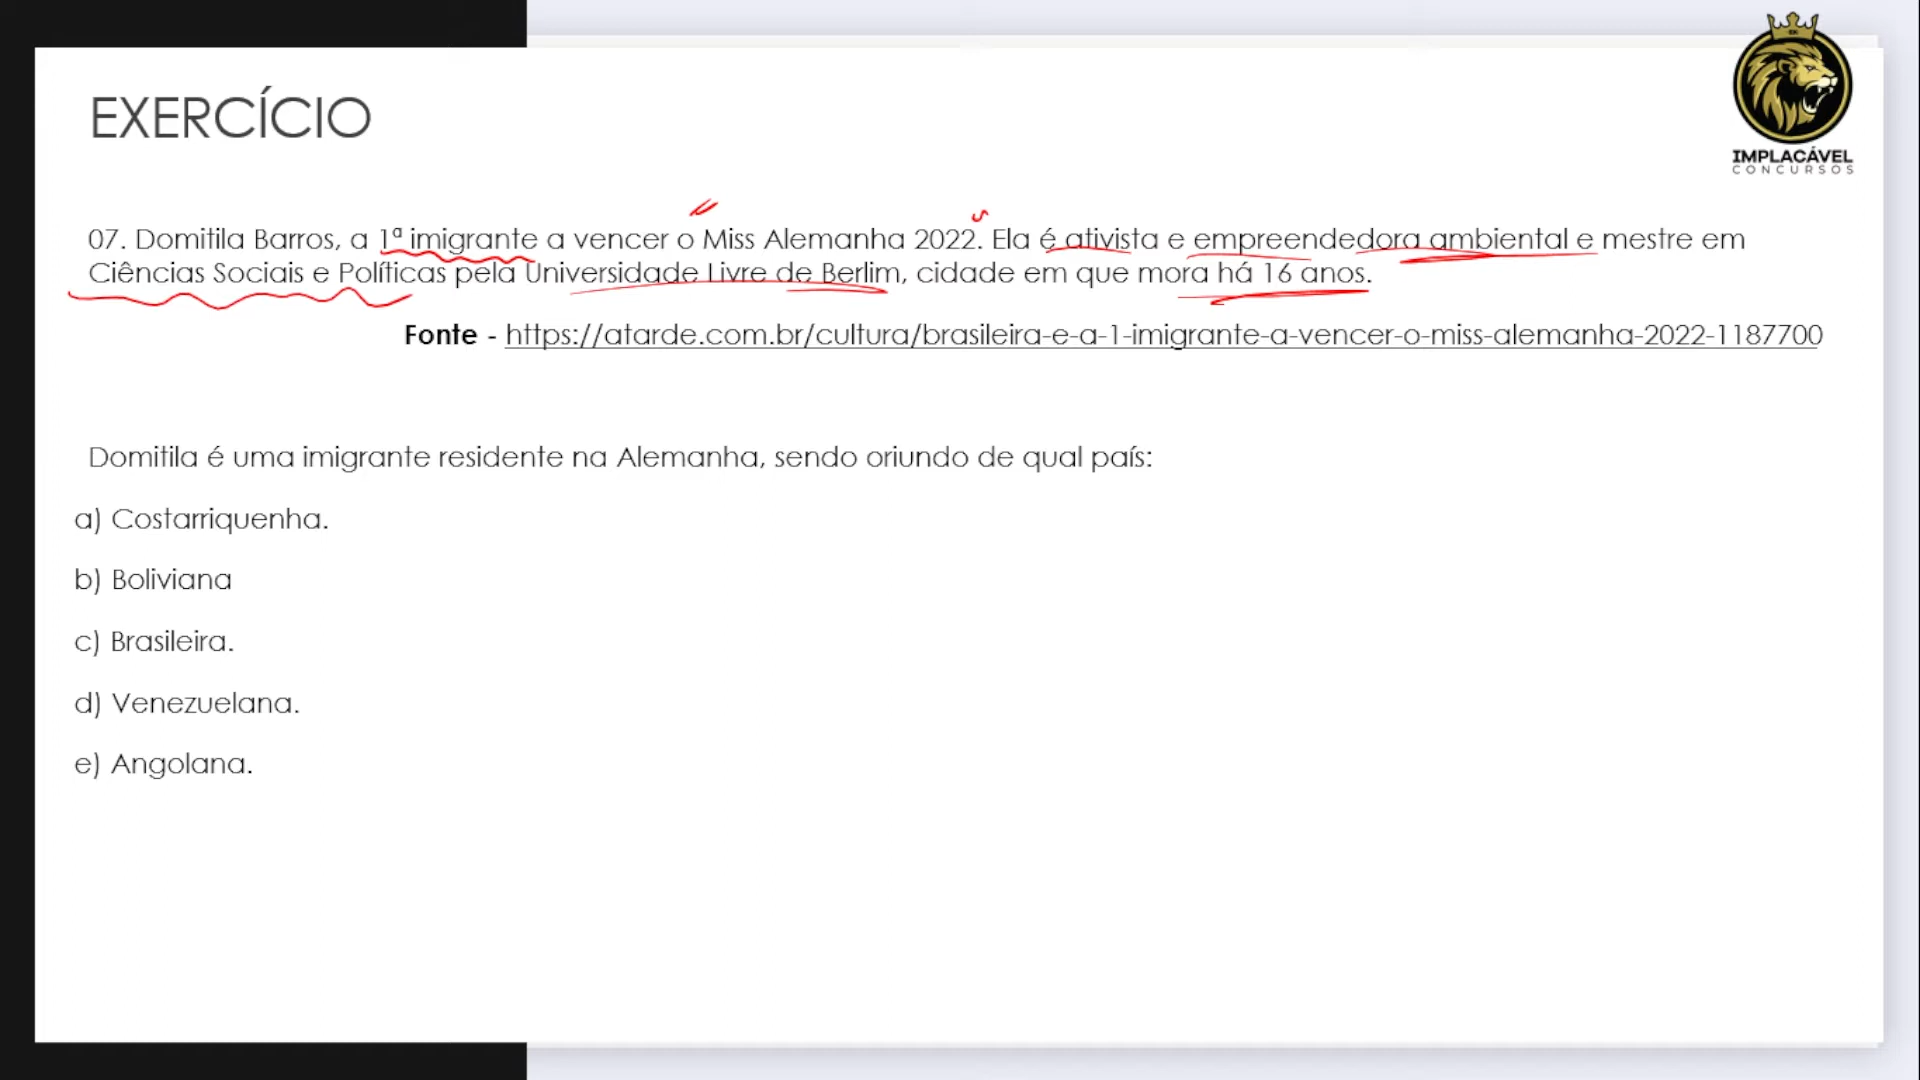 IMPLACÁVEL
CONCURSOS
EXERCÍCIO
07. Domitila Barros, a 1ª imigrante a vencer o Miss Alemanha 2022. Ela é ativista e empreendedora ambiental e mestre em
Ciências Sociais e Políticas pela Universidade Livre de Berlim, cidade em que mora há 16 anos.
Fonte - https://atarde.com.br/cultura/brasileira-e-a-1-imigrante-a-vencer-o-miss-alemanha-2022-1187700
Domitila é uma imigrante residente na Alemanha, sendo oriundo de qual país:
a) Costarriquenha.
b) Boliviana
c) Brasileira.
d) Venezuelana.
e) Angolana.